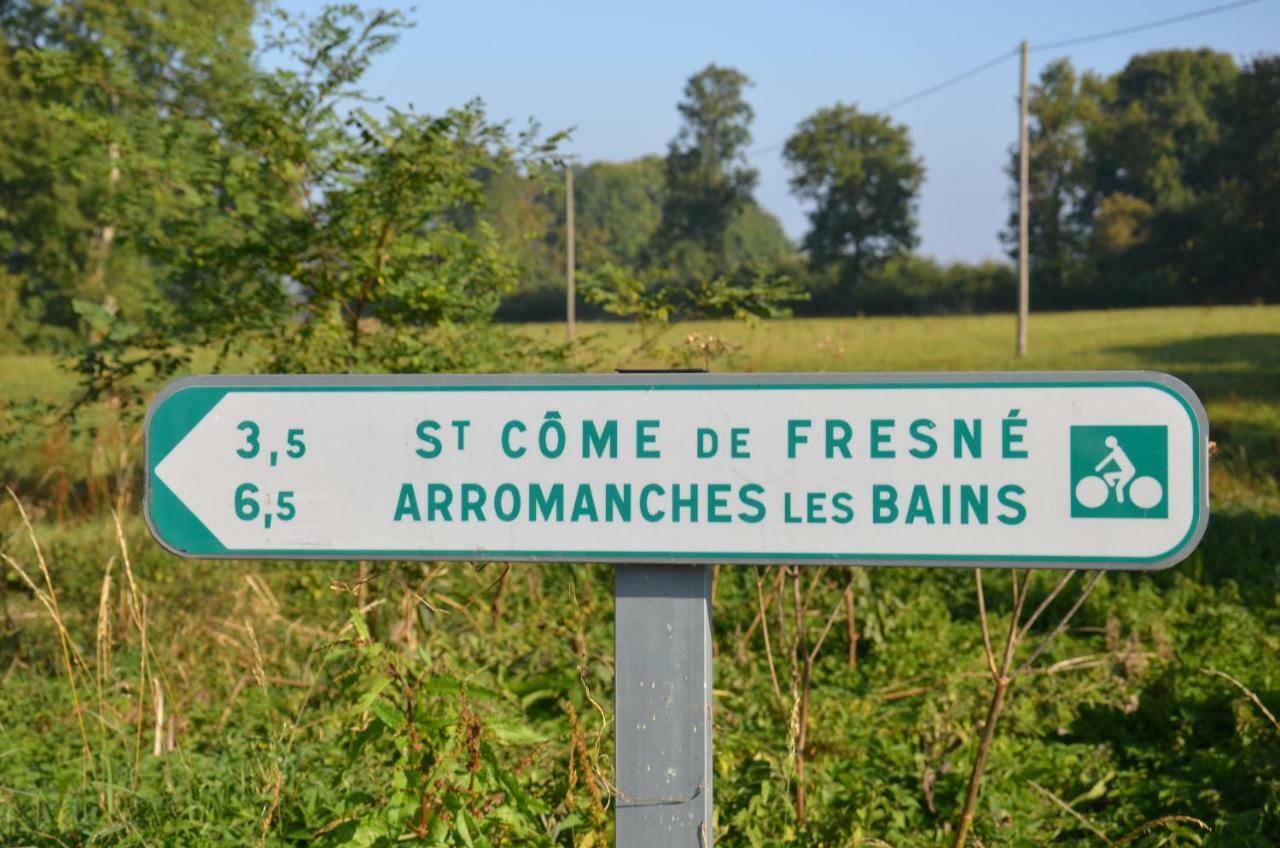 3,5 ST CÔME DE FRESNÉ
6,5 ARROMANCHES LES BAINS